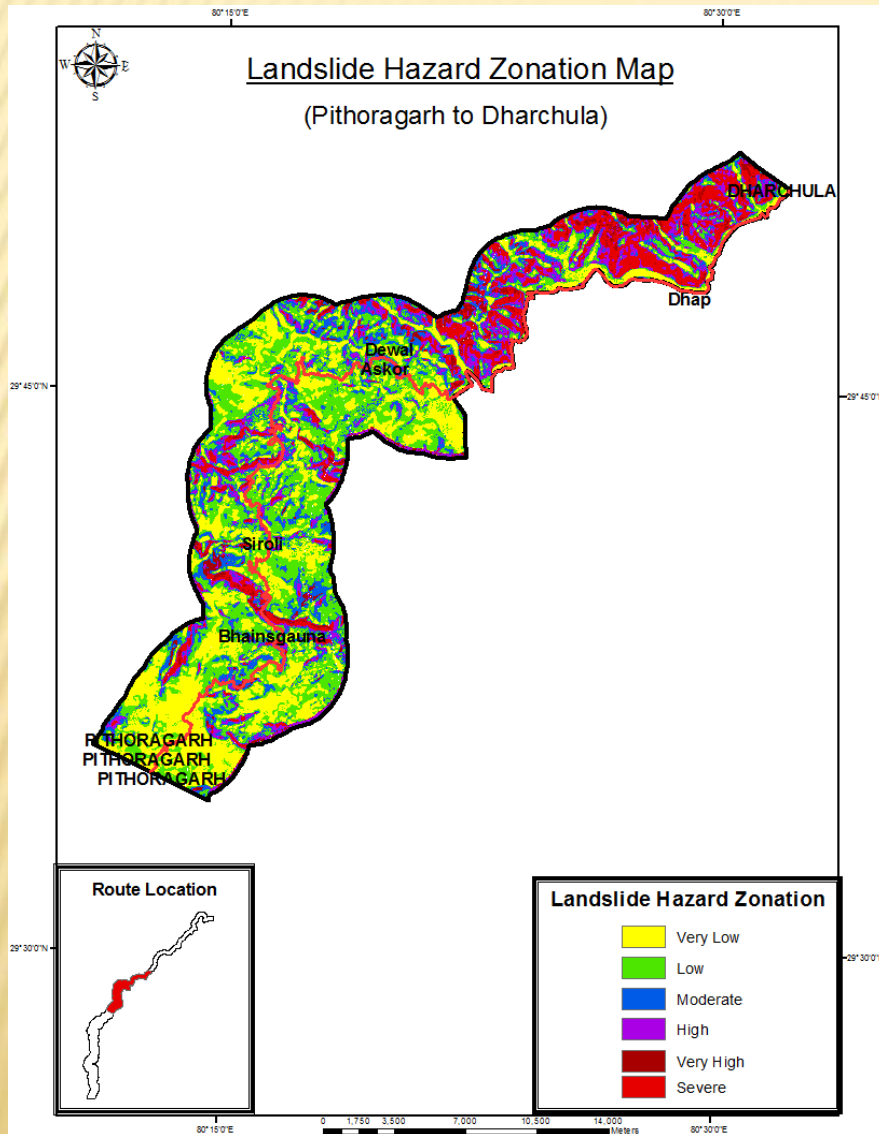 80°15'0"E 80°30'0"E
N
W E
S
Landslide Hazard Zonation Map
(Pithoragarh to Dharchula)
DHARCHULA
Dhap
Dewal
Askor
29°45'0"N 29°45'0"N
Siroli
Bhainsgauna
PITHORAGARH
PITHORAGARH
PITHORAGARH
Route Location
Landslide Hazard Zonation
Very Low
Low
Moderate
High
Very High
Severe
29°30'0"N 29°30'0"N
80°15'0"E 80°30'0"E
0 1,750 3,500 7,000 10,500 14,000
Meters